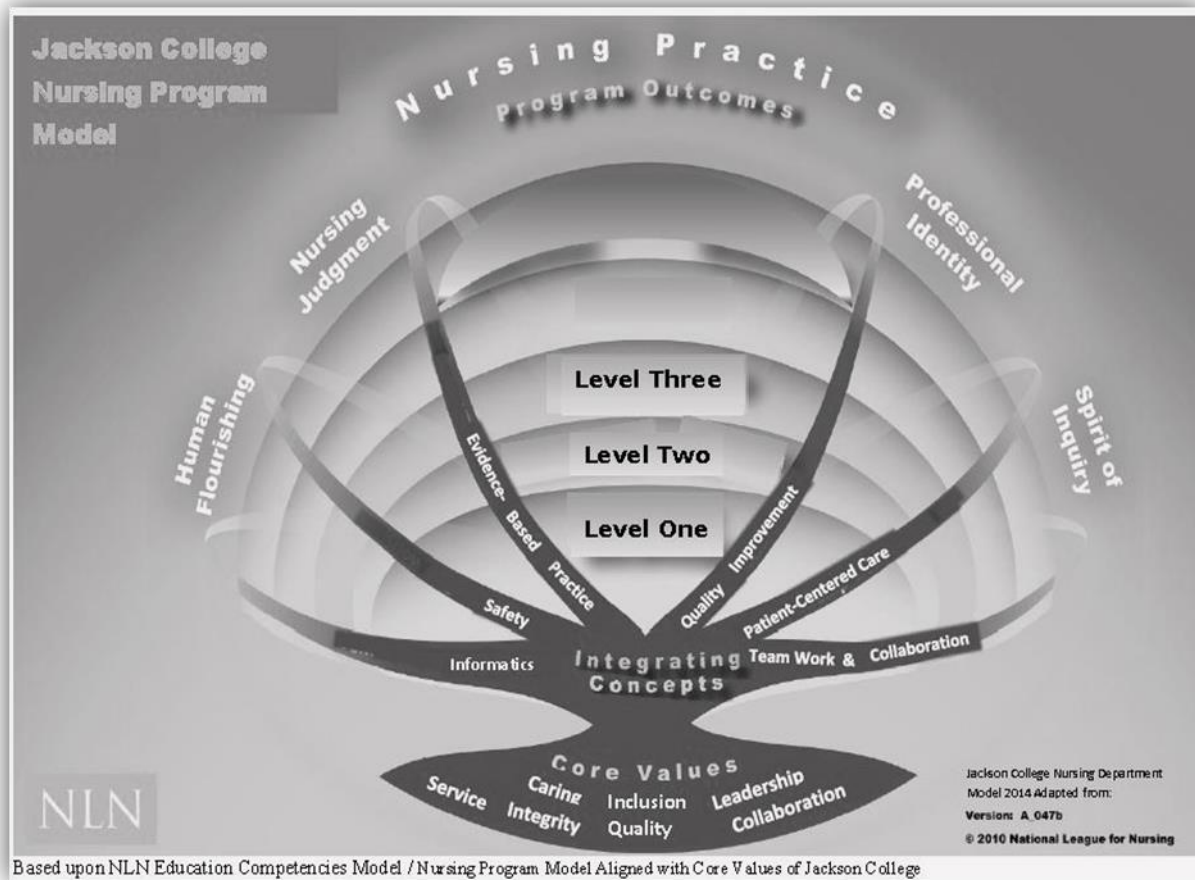 Jackson College
Nursing Program
Model
Nursing Practice
Program Outcomes
Nursing
Judgment
Professional
Identity
Human
Flourishing
Spirit of
Inquiry
Level Three
Level Two
Level One
Evidence-Based Practice
Quality Improvement
Safety
Patient-Centered Care
Informatics
Integrating
Concepts
Team Work & Collaboration
Core Values
Service Caring Inclusion Leadership
Integrity Quality Collaboration
NLN
Jackson College Nursing Department
Model 2014 Adapted from:
Version: A_047b
© 2010 National League for Nursing
Based upon NLN Education Competencies Model / Nursing Program Model Aligned with Core Values of Jackson College